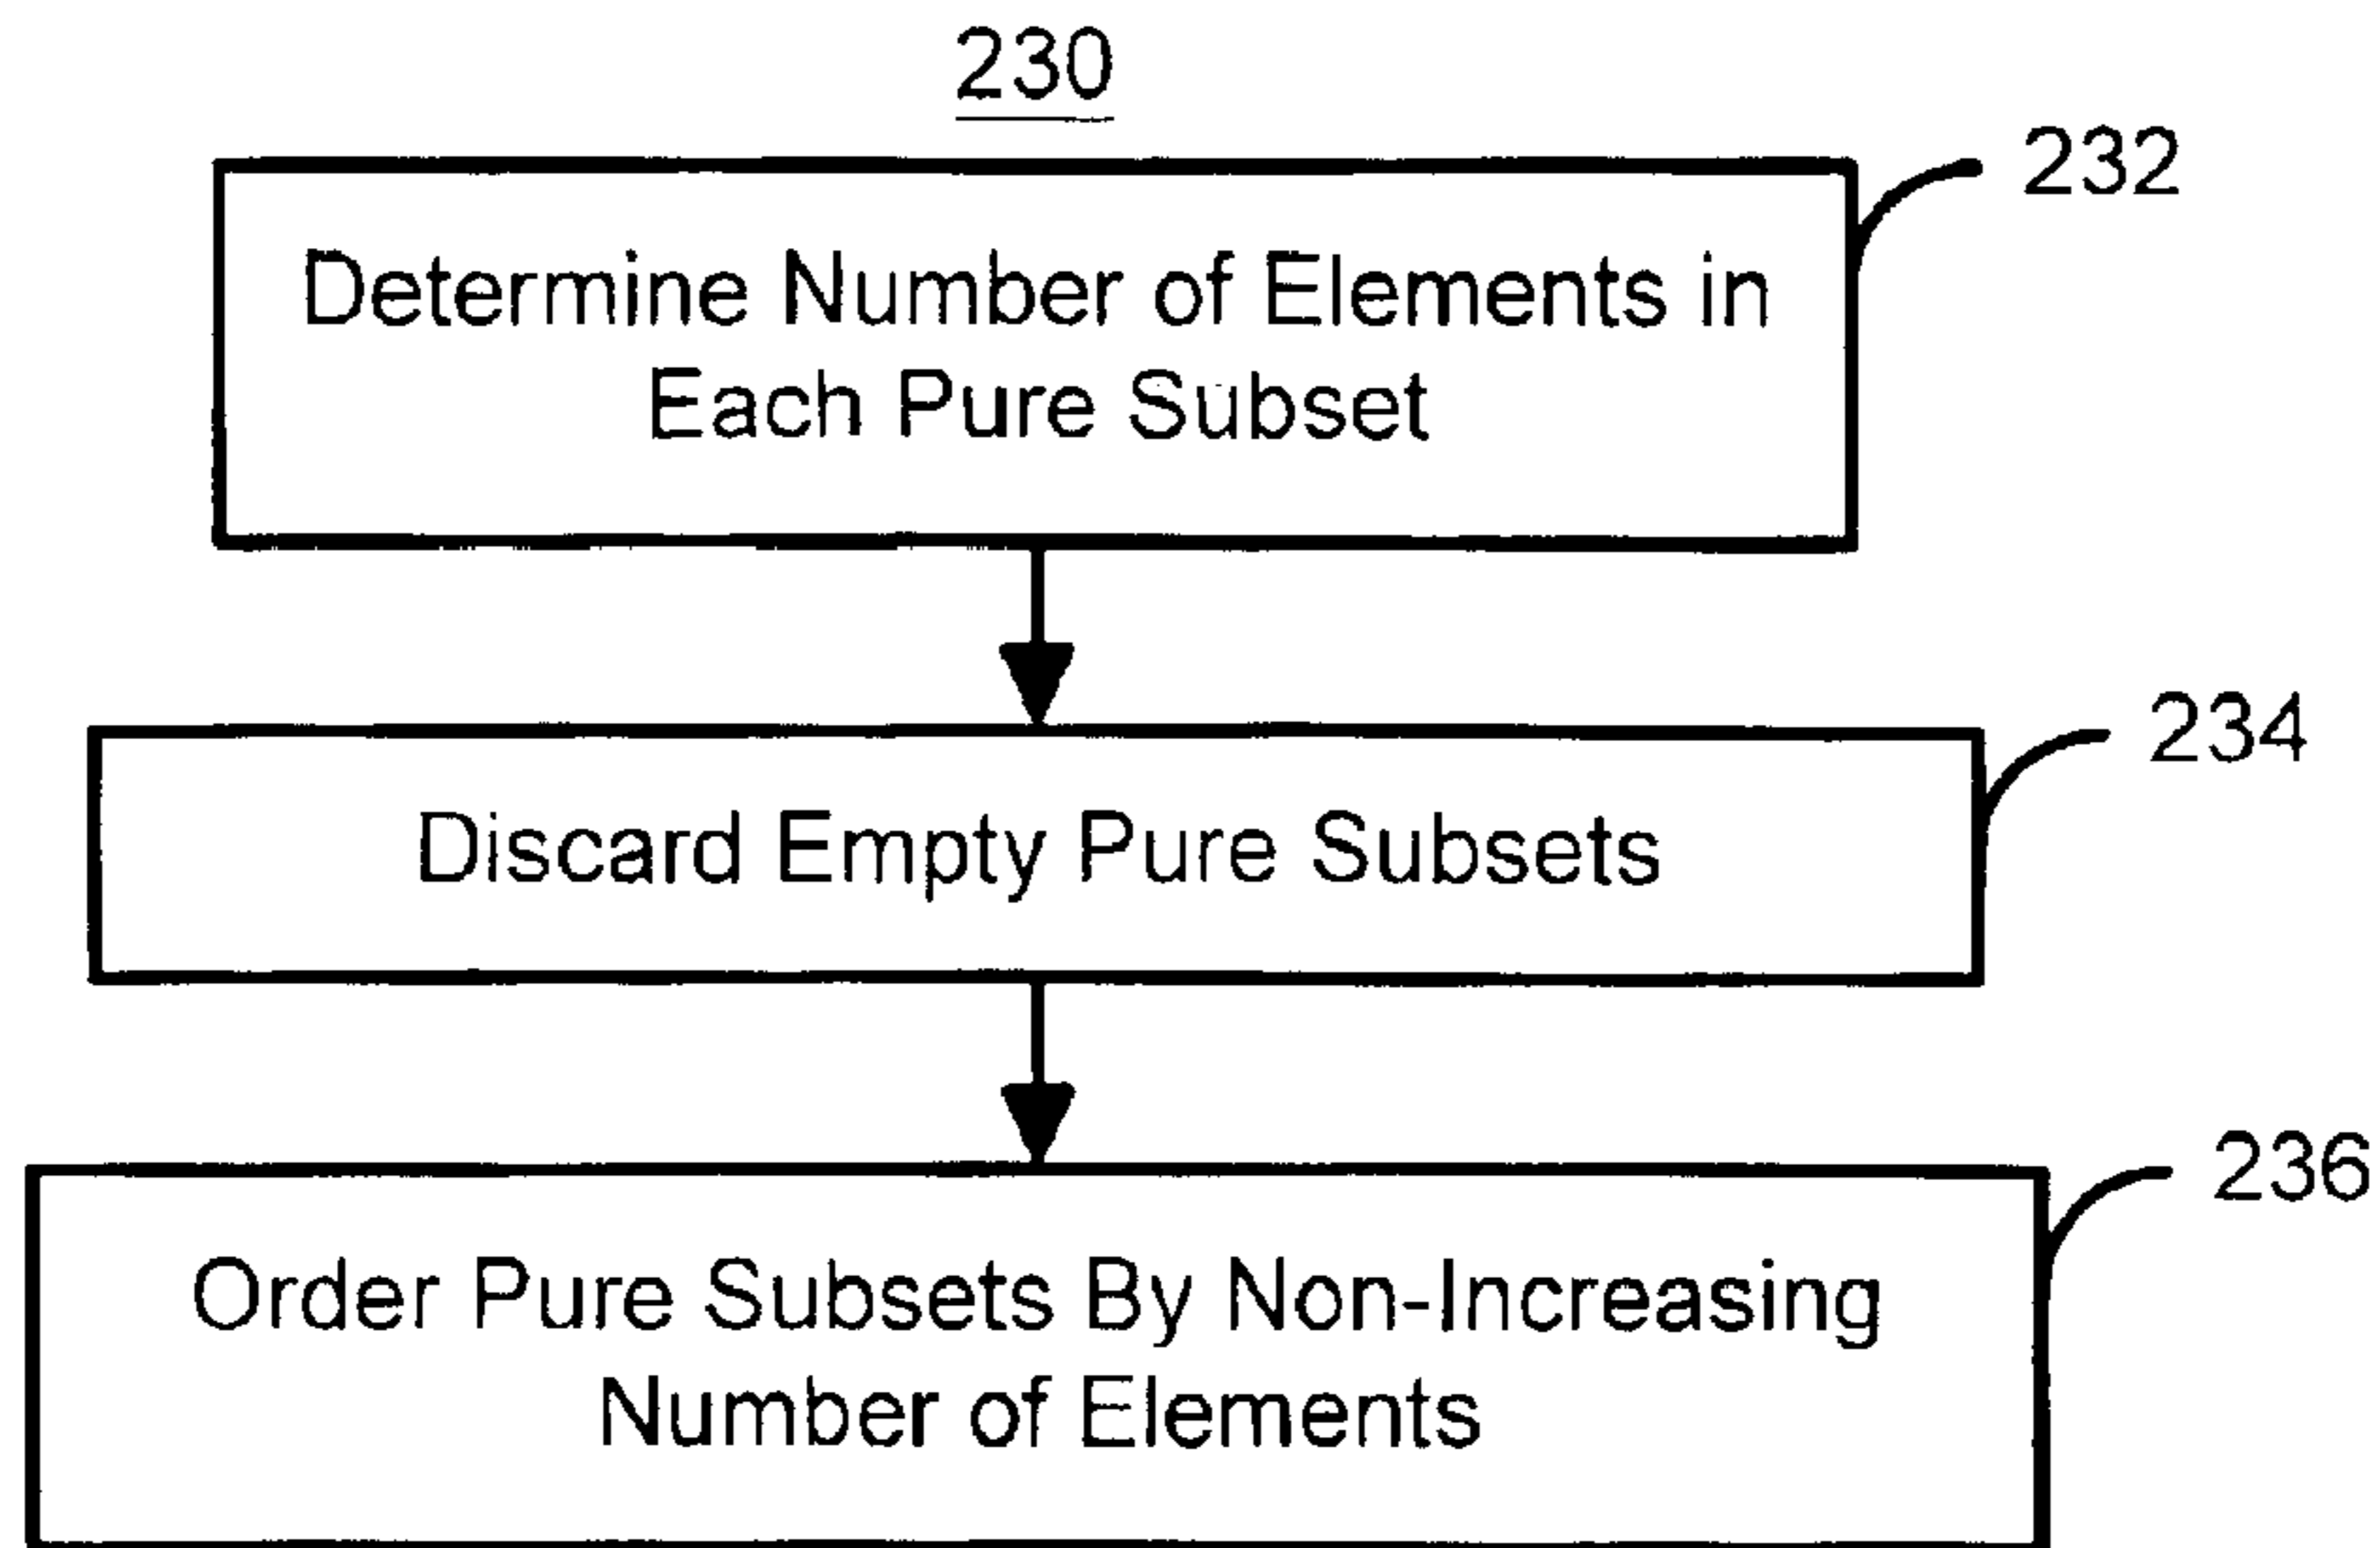 230
232
Determine Number of Elements in
Each Pure Subset
234
Discard Empty Pure Subsets
236
Order Pure Subsets By Non-Increasing
Number of Elements